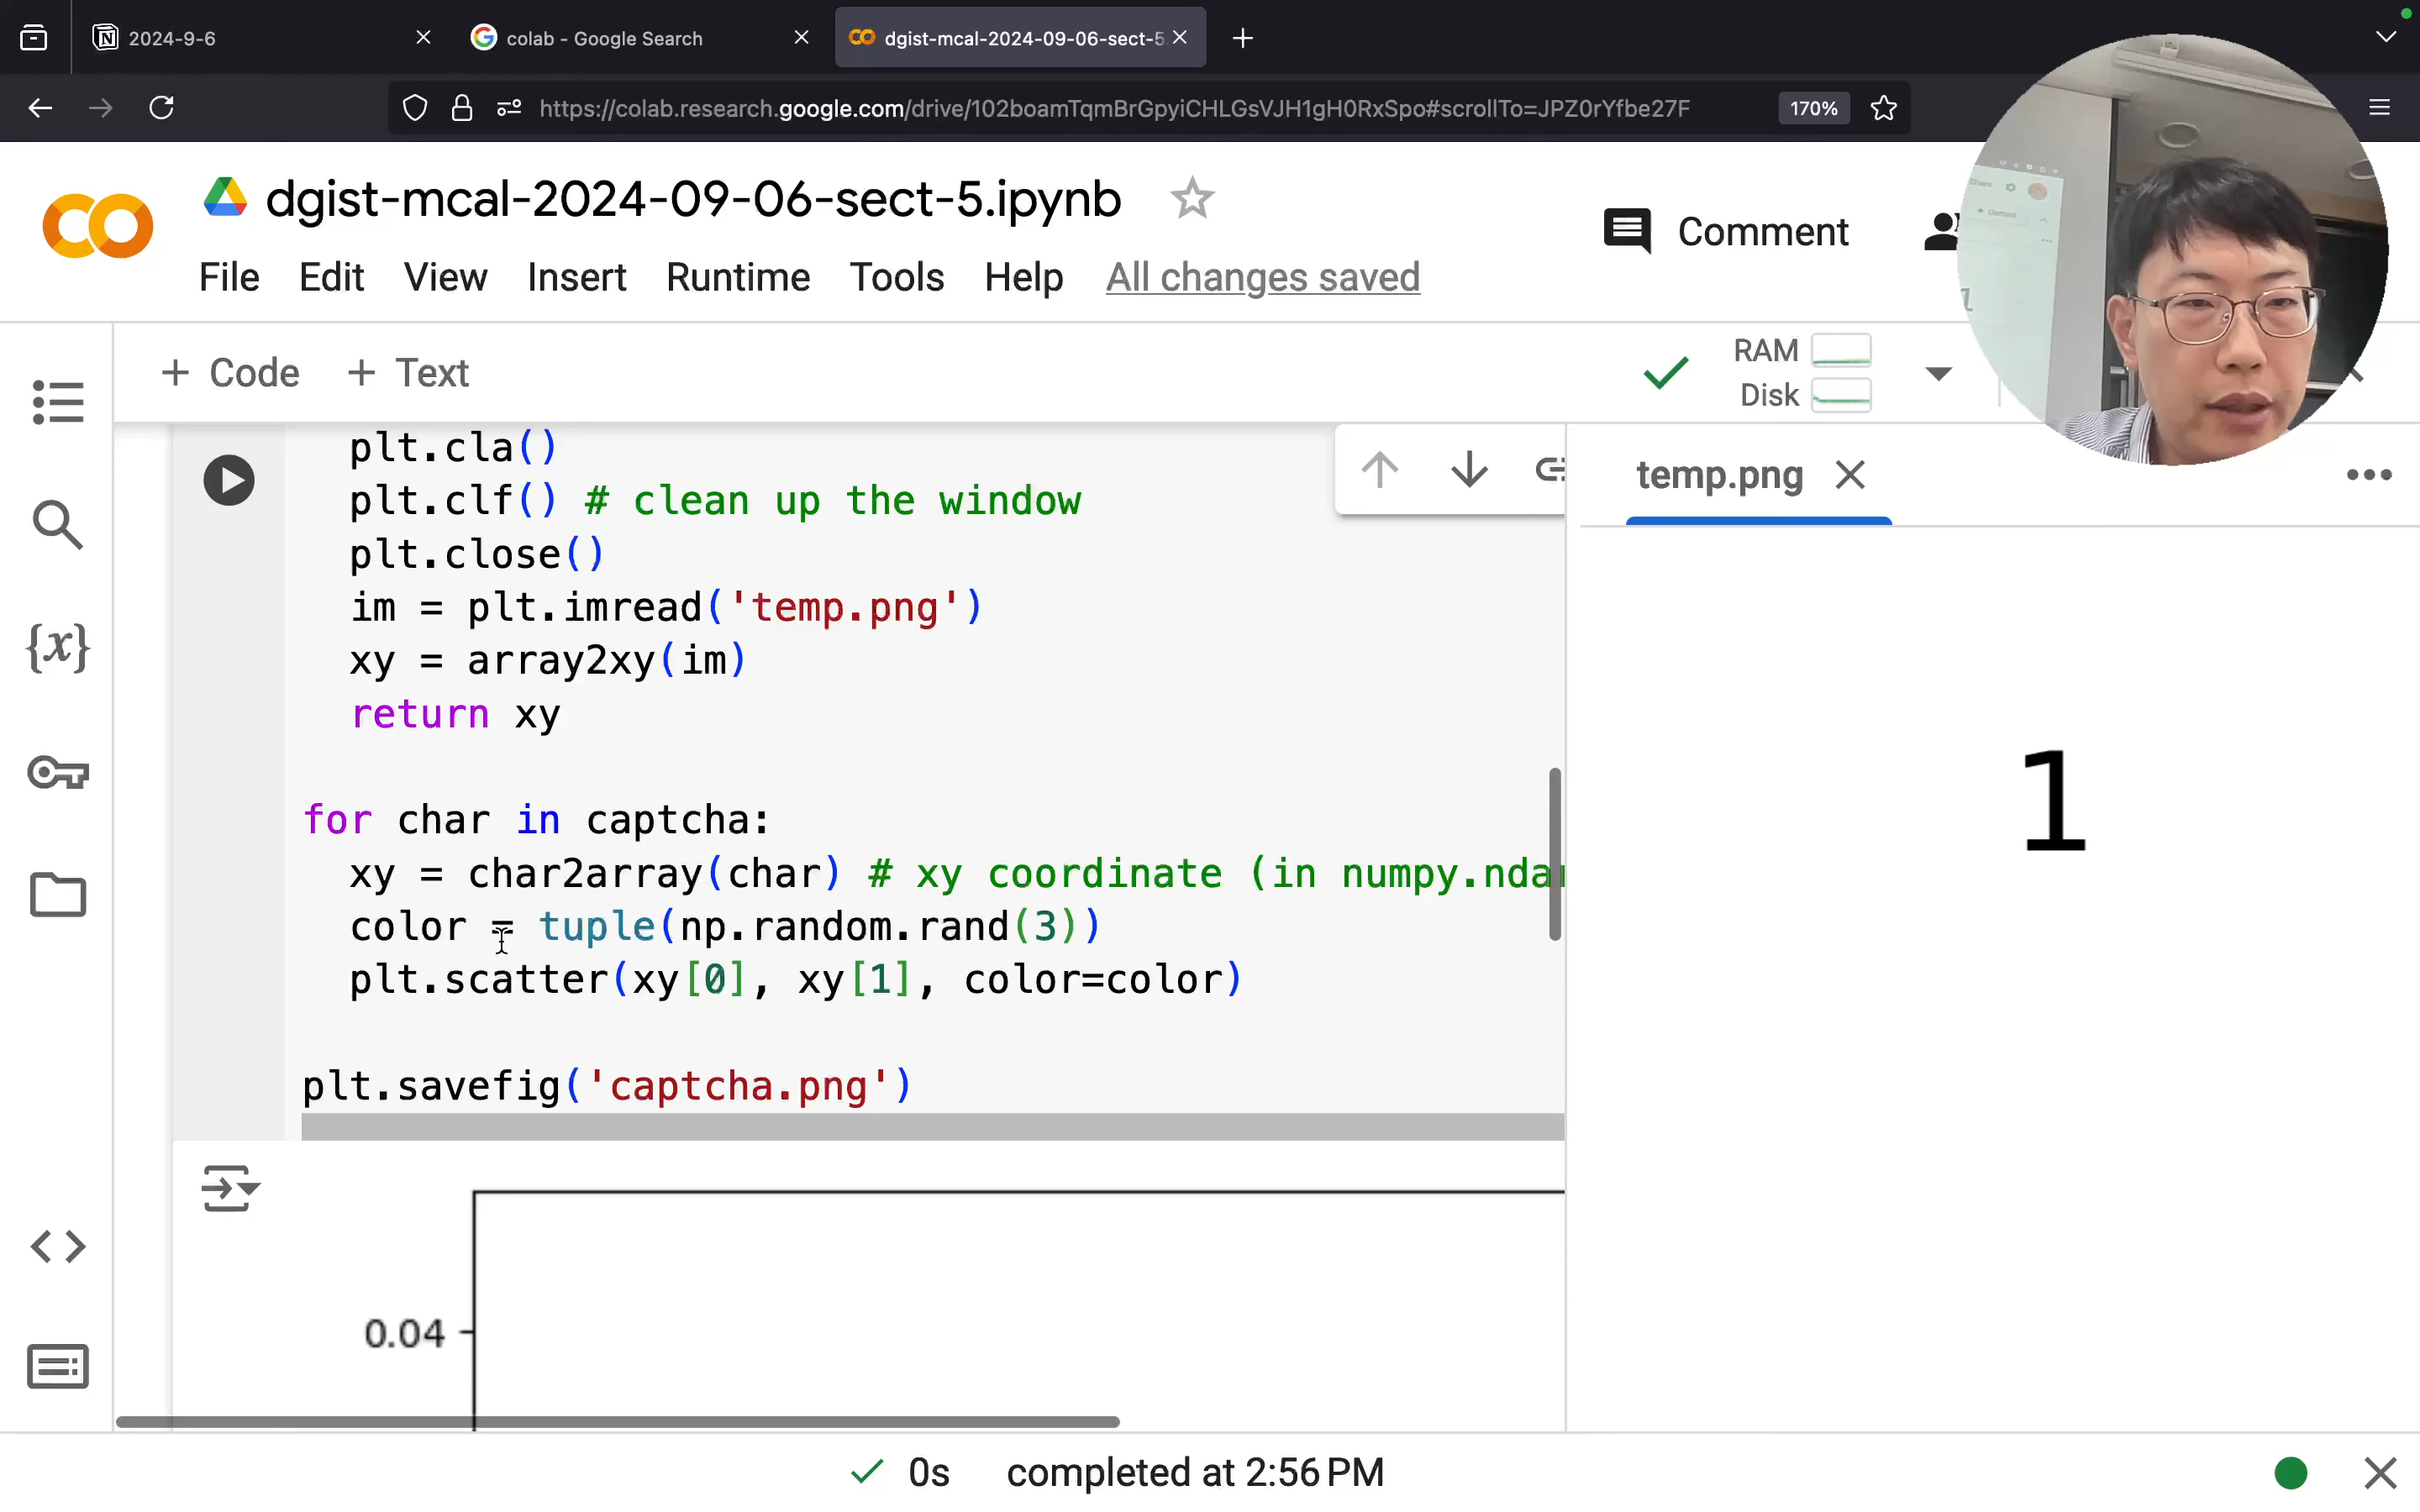 2024-9-6
colab - Google Search
dgist-mcal-2024-09-06-sect-5
https://colab.research.google.com/drive/102boamTqmBrGpyiCHLGsVJH1gH0RxSpo#scrollTo=JPZ0rYfbe27F
170%
dgist-mcal-2024-09-06-sect-5.ipynb
Comment
File Edit View Insert Runtime Tools Help All changes saved
+ Code + Text
RAM
Disk
plt.cla()
plt.clf() # clean up the window
plt.close()
im = plt.imread('temp.png')
xy = array2xy(im)
return xy
for char in captcha:
xy = char2array(char) # xy coordinate (in numpy.ndar
color = tuple(np.random.rand(3))
plt.scatter(xy[0], xy[1], color=color)
plt.savefig('captcha.png')
0.04
temp.png
1
0s completed at 2:56 PM